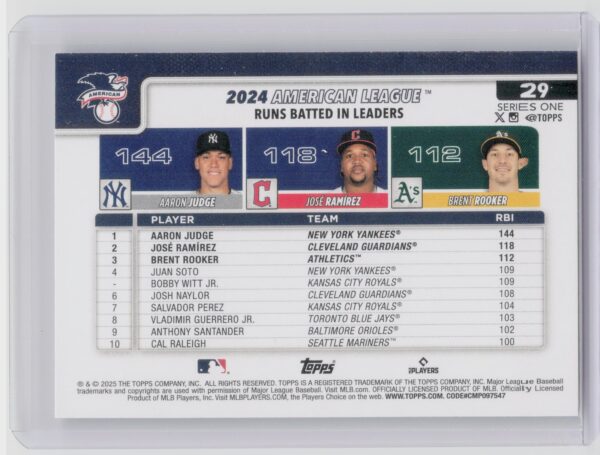 AMERICAN
2024 AMERICAN LEAGUE™
RUNS BATTED IN LEADERS
29
SERIES ONE
@TOPPS
144
AARON JUDGE
118
C
JOSÉ RAMÍREZ
112
A's
BRENT ROOKER
PLAYER TEAM RBI
1 AARON JUDGE NEW YORK YANKEES® 144
2 JOSÉ RAMÍREZ CLEVELAND GUARDIANS® 118
3 BRENT ROOKER ATHLETICS™ 112
4 JUAN SOTO NEW YORK YANKEES® 109
- BOBBY WITT JR. KANSAS CITY ROYALS® 109
6 JOSH NAYLOR CLEVELAND GUARDIANS® 108
7 SALVADOR PEREZ KANSAS CITY ROYALS® 104
8 VLADIMIR GUERRERO JR. TORONTO BLUE JAYS® 103
9 ANTHONY SANTANDER BALTIMORE ORIOLES® 102
10 CAL RALEIGH SEATTLE MARINERS™ 100
Topps
PLAYERS
® & © 2025 THE TOPPS COMPANY, INC. ALL RIGHTS RESERVED. TOPPS IS A REGISTERED TRADEMARK OF THE TOPPS COMPANY, INC. Major League Baseball
trademarks and copyrights are used with permission of Major League Baseball. Visit MLB.com. OFFICIALLY LICENSED PRODUCT OF MLB. Officially Licensed
Product of MLB Players, Inc. Visit MLBPLAYERS.com, the Players Choice on the web. WWW.TOPPS.COM. CODE#CMP097547